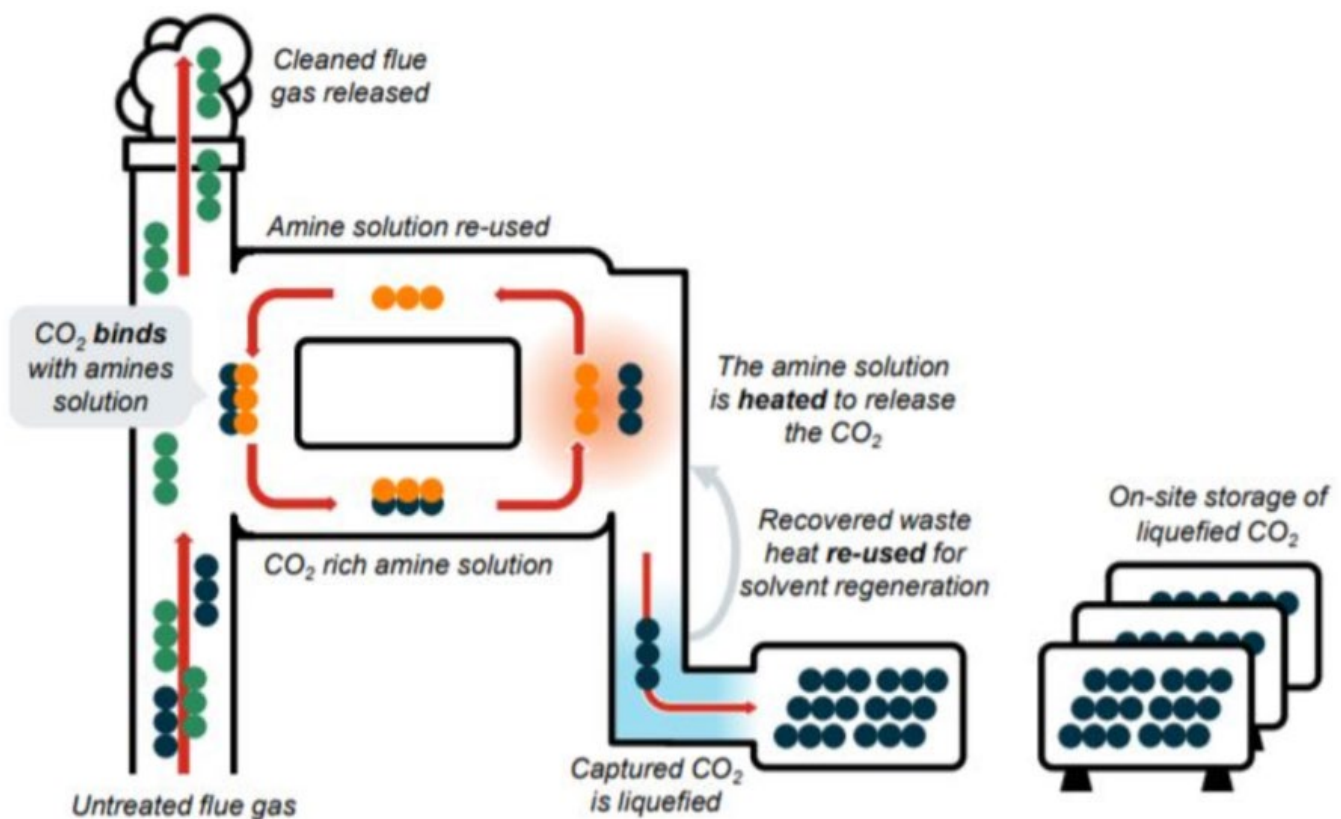 Cleaned flue
gas released
Amine solution re-used
CO₂ binds
with amines
solution
The amine solution
is heated to release
the CO₂
Recovered waste
heat re-used for
solvent regeneration
On-site storage of
liquefied CO₂
CO₂ rich amine solution
Captured CO₂
is liquefied
Untreated flue gas